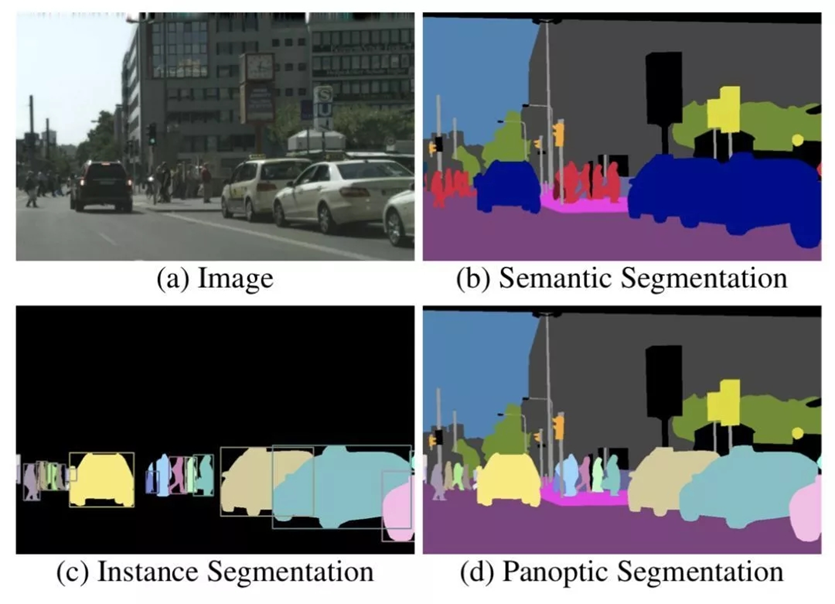 (a) Image
(b) Semantic Segmentation
S
U
(c) Instance Segmentation
(d) Panoptic Segmentation